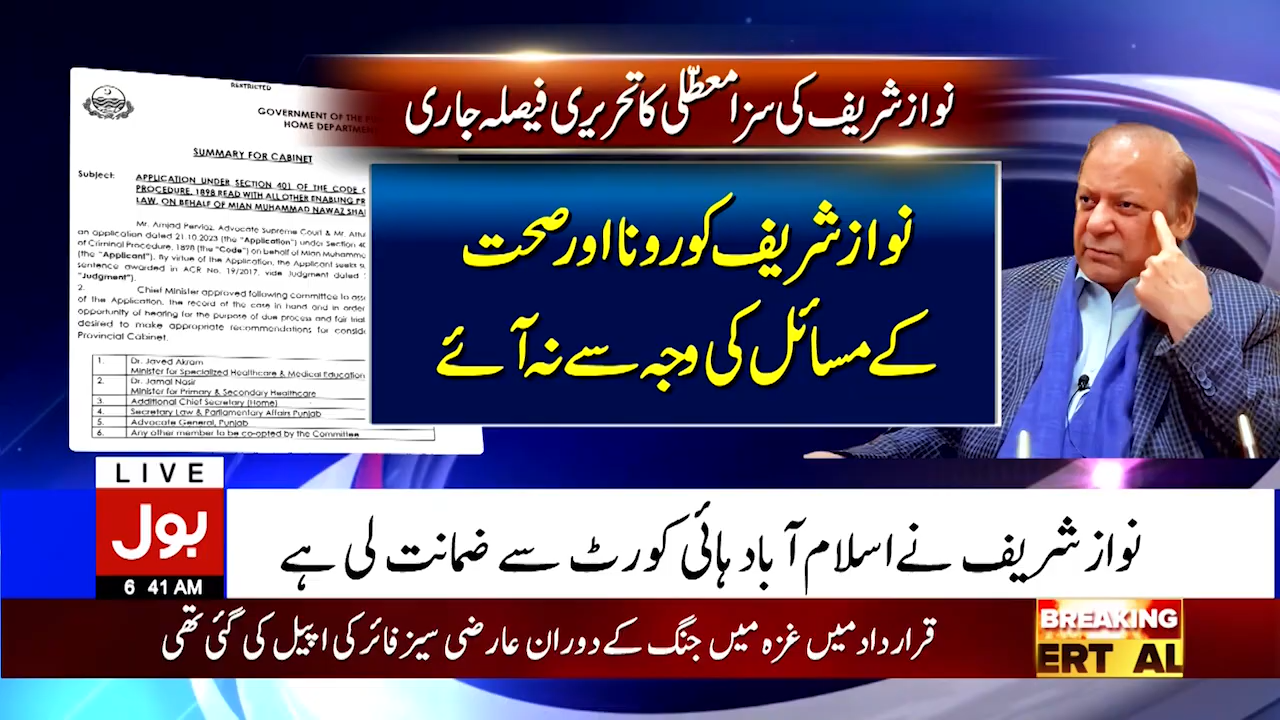 نواز شریف کی سزا معطلی کا تحریری فیصلہ جاری
RESTRICTED
GOVERNMENT OF THE
HOME DEPARTMENT
SUMMARY FOR CABINET
Subject:
APPLICATION UNDER SECTION 401 OF THE CODE
PROCEDURE, 1898 READ WITH ALL OTHER ENABLING
LAW, ON BEHALF OF MIAN MUHAMMAD NAWAZ
Mr. Amjad Pervaiz, Advocate Supreme Court & Mr.
an application dated 21.10.2023 (the "Application") under Section
of Criminal Procedure, 1898 (the "Code") on behalf of Mian
(the "Applicant"). By virtue of the Application, the Applicant seeks
sentence awarded in ACR No. 19/2017, vide Judgment dated
"Judgment").
2. Chief Minister approved following committee to
of the Application, the record of the case in hand and in order
opportunity of hearing for the purpose of due process and fair trial
desired to make appropriate recommendations for
Provincial Cabinet.
1. Dr. Javed Akram
Minister for Specialized Healthcare & Medical Education
2. Dr. Jamal Nasir
Minister for Primary & Secondary Healthcare
3. Additional Chief Secretary (Home)
4. Secretary Law & Parliamentary Affairs Punjab
5. Advocate General, Punjab
6. Any other member to be co-opted by the Committee
نواز شریف کورونا اور صحت
کے مسائل کی وجہ سے نہ آئے
LIVE
بول
6 41 AM
نواز شریف نے اسلام آباد ہائی کورٹ سے ضمانت لی ہے
قرارداد میں غزہ میں جنگ کے دوران عارضی سیز فائر کی اپیل کی گئی تھی
BREAKING
ERT AL